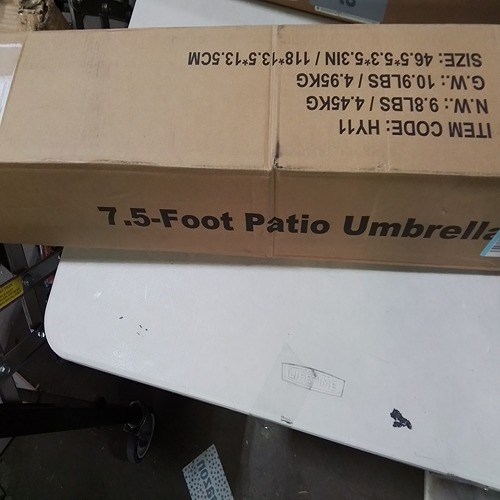 ITEM CODE: HY11
N.W.: 9.8LBS / 4.45KG
G.W.: 10.9LBS / 4.95KG
SIZE: 46.5*5.3*5.3IN / 118*13.5*13.5CM
7.5-Foot Patio Umbrella